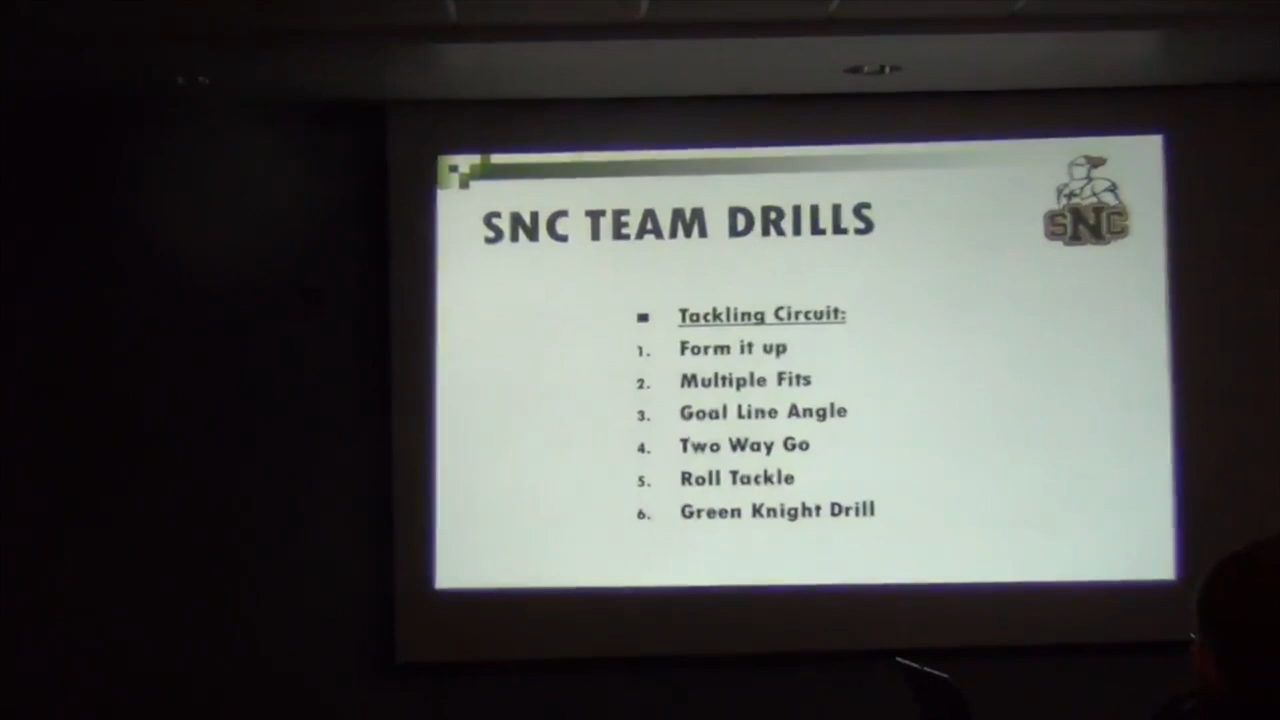 SNC TEAM DRILLS
SNC
▪ Tackling Circuit:
1. Form it up
2. Multiple Fits
3. Goal Line Angle
4. Two Way Go
5. Roll Tackle
6. Green Knight Drill